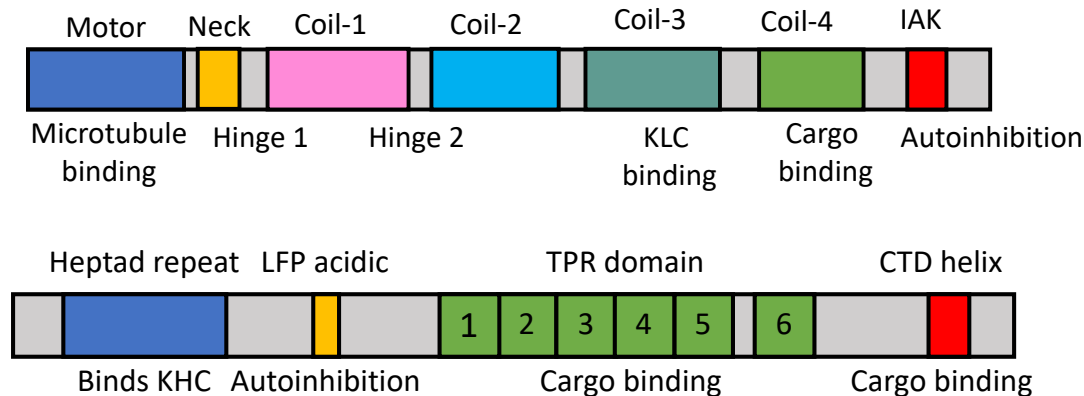 Motor Neck Coil-1 Coil-2 Coil-3 Coil-4 IAK
Microtubule binding Hinge 1 Hinge 2 KLC binding Cargo binding Autoinhibition
Heptad repeat LFP acidic TPR domain CTD helix
1 2 3 4 5 6
Binds KHC Autoinhibition Cargo binding Cargo binding